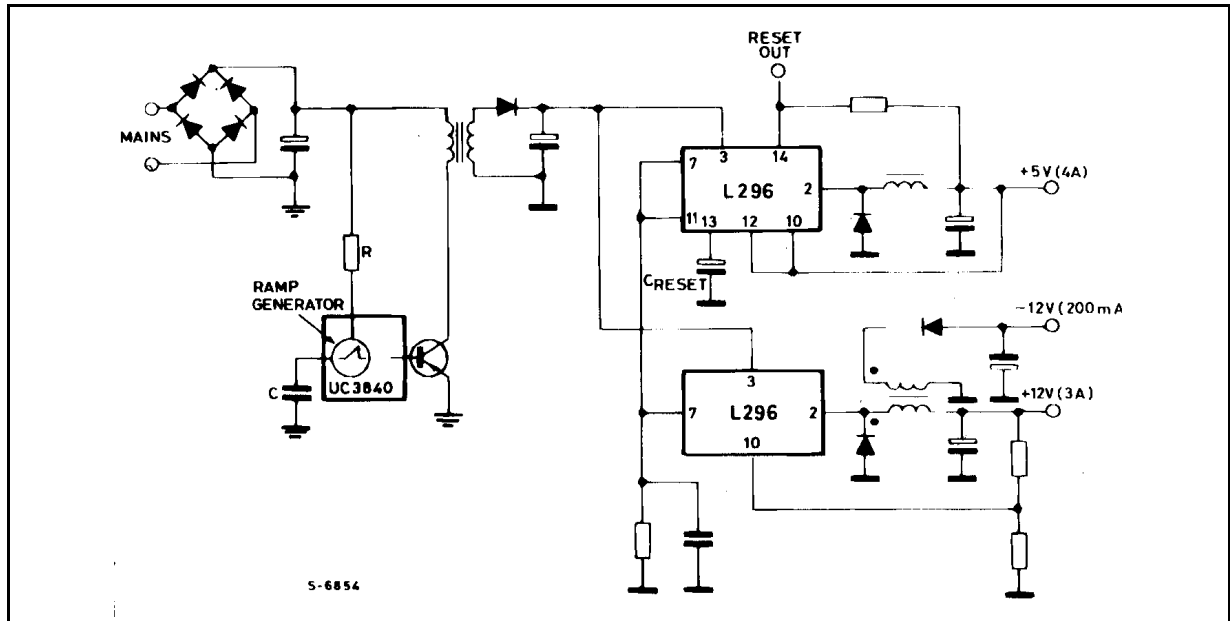 RESET
OUT
MAINS
3
14
7
L296
2
+5V(4A)
11
13
12
10
CRESET
R
RAMP
GENERATOR
UC3840
C
-12V(200mA
3
+12V(3A)
7
L296
2
10
S-6854